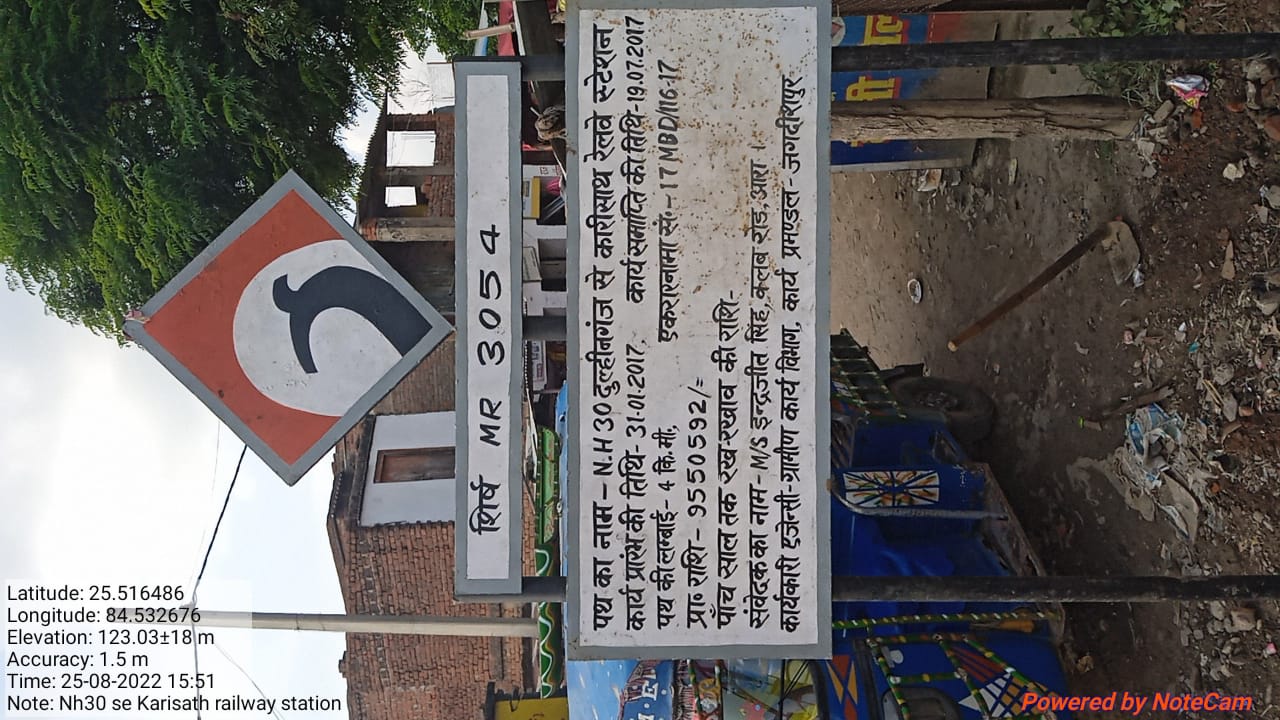 शिर्ष MR 3054
पथ का नाम - N.H 30 दुल्हीनगंज से कारीसाथ रेलवे स्टेशन
कार्य प्रारंभ की तिथि - 31.01.2017. कार्य समाप्ति की तिथि-19.07.2017
पथ की लम्बाई- 4 कि.मी. एकरारनामा सं०-17 MBD/16-17
प्रा० राशि - 9550592/=
पाँच साल तक रख-रखाव की राशि-
संवेदक का नाम - M/S इन्द्रजीत सिंह, क्लब रोड, आरा।
कार्यकारी एजेन्सी-ग्रामीण कार्य विभाग, कार्य प्रमण्डल - जगदीशपुर
Latitude: 25.516486
Longitude: 84.532676
Elevation: 123.03±18 m
Accuracy: 1.5 m
Time: 25-08-2022 15:51
Note: Nh30 se Karisath railway station
Powered by NoteCam